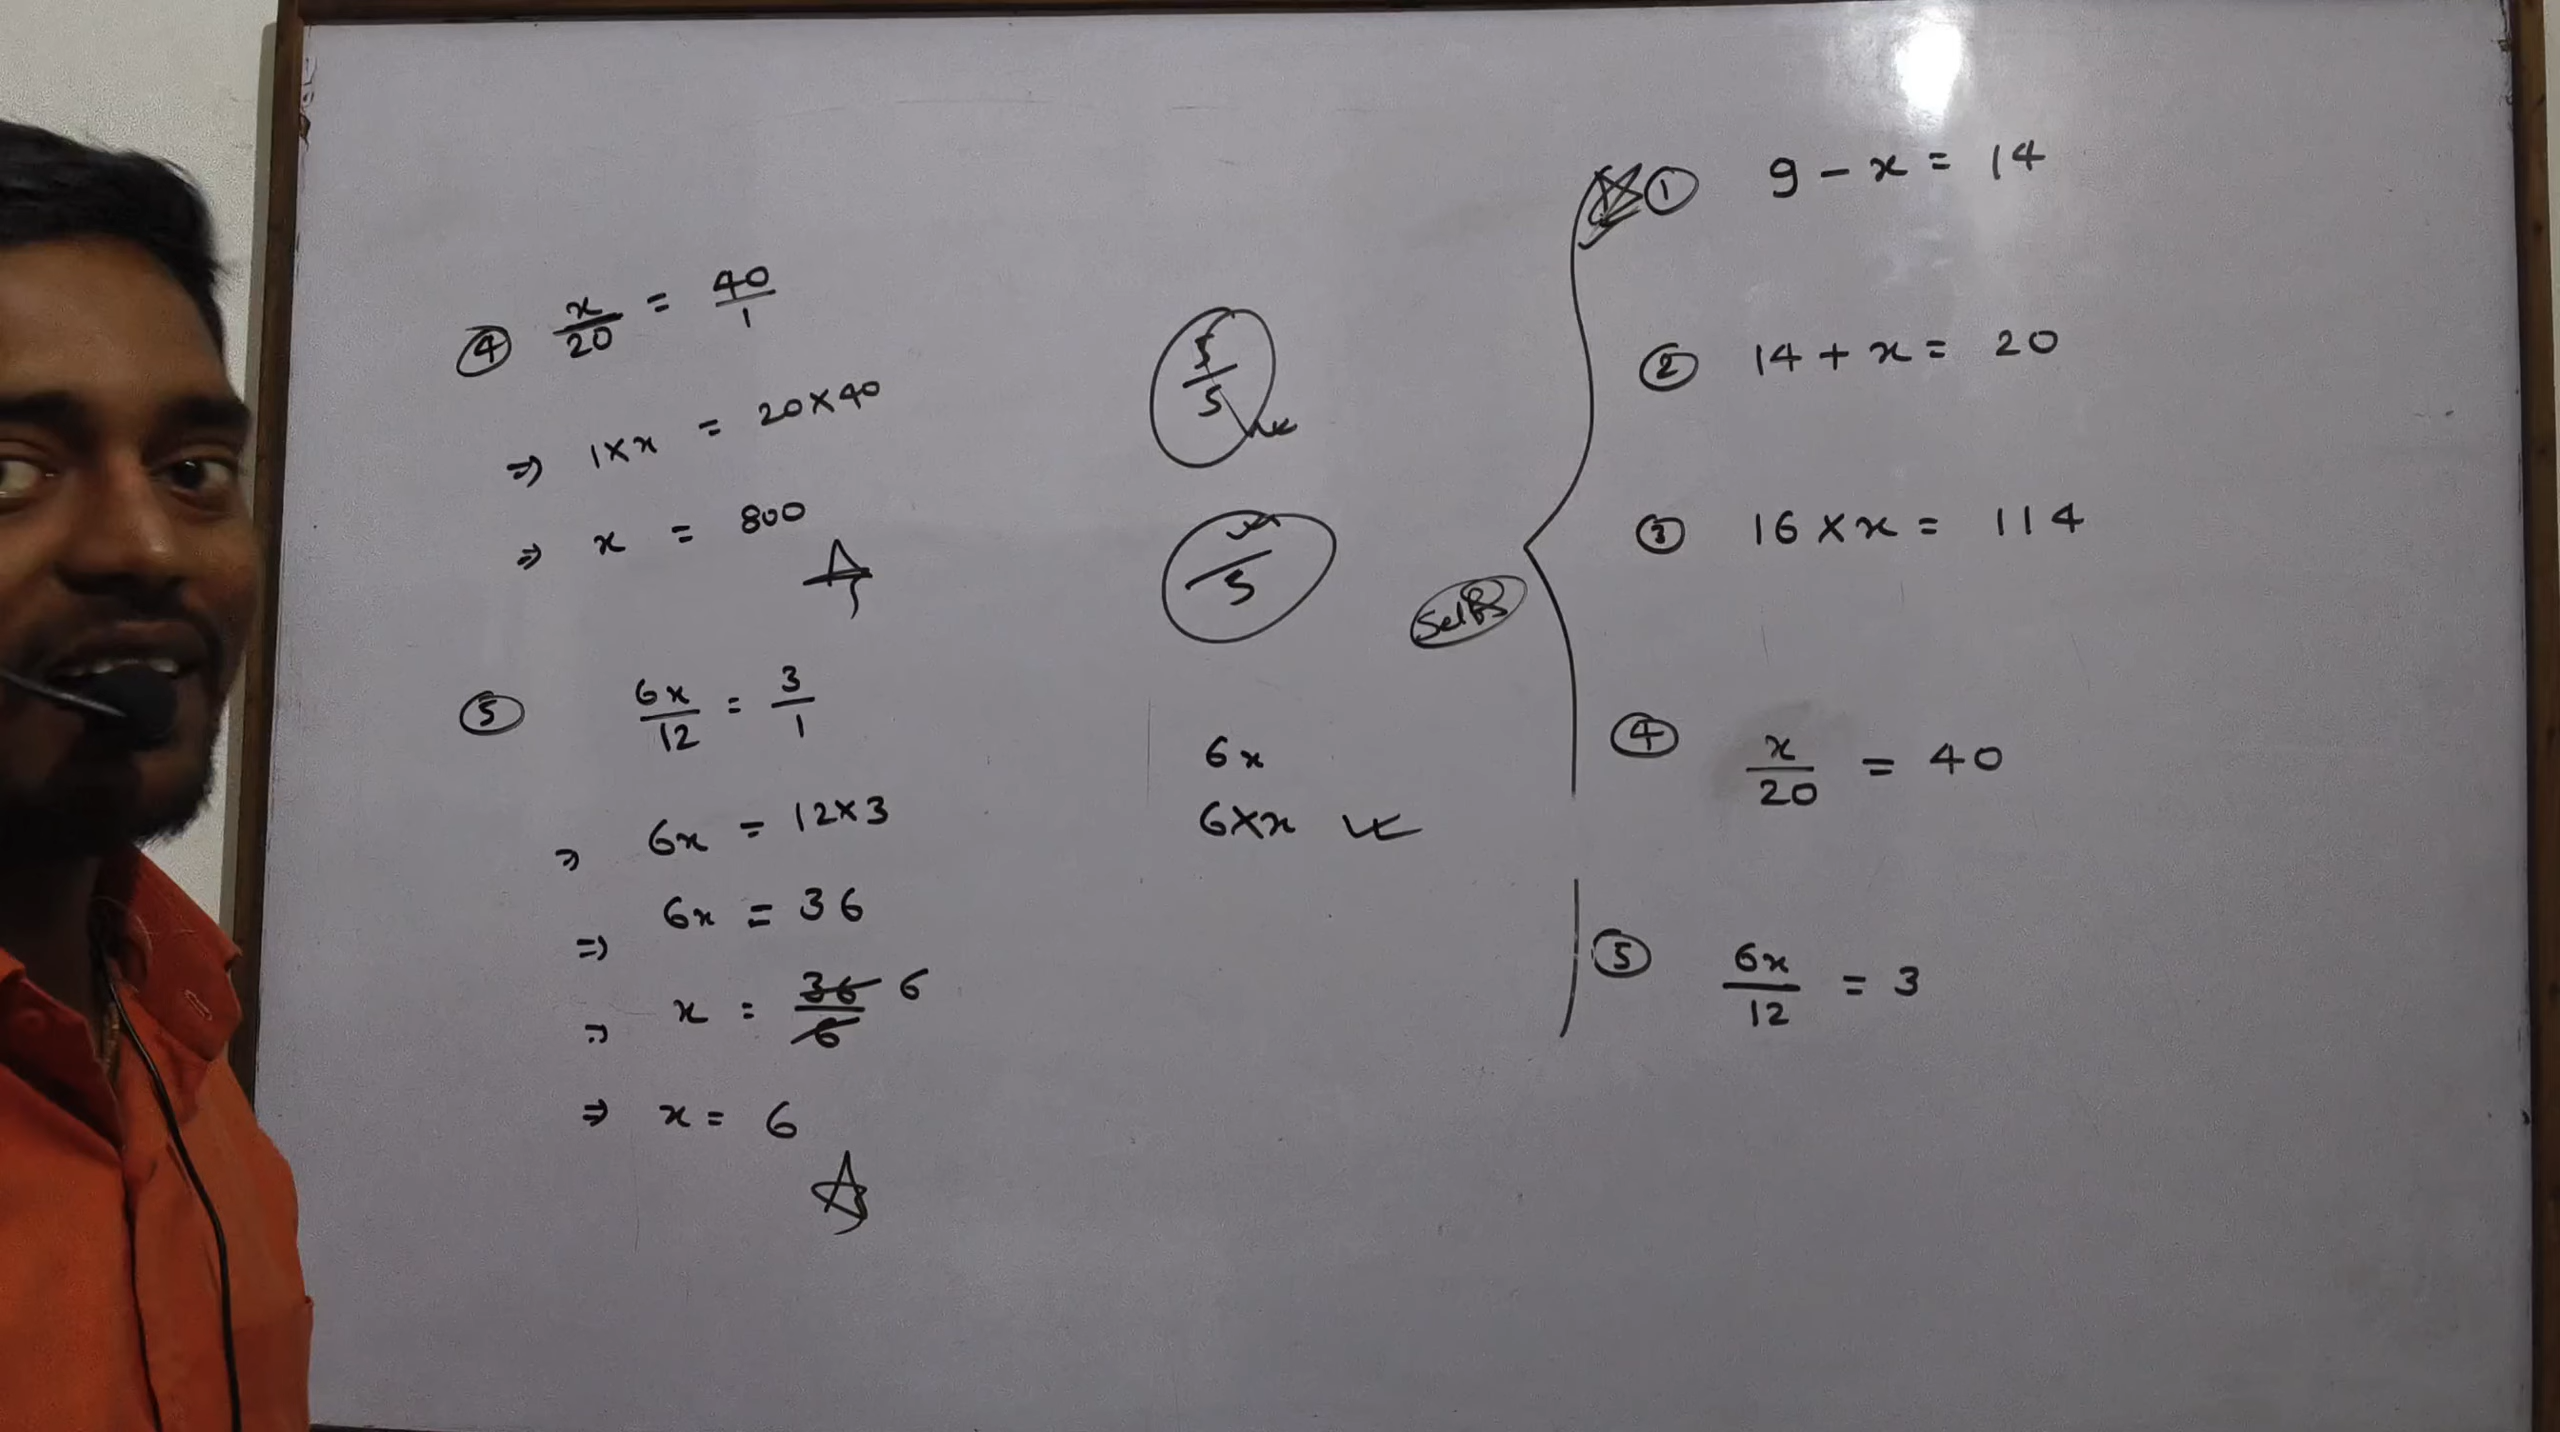 ④ x/20 = 40/1
⇒ 1×x = 20×40
⇒ x = 800
⑤ 6x/12 = 3/1
⇒ 6x = 12×3
⇒ 6x = 36
⇒ x = 36/6 6
⇒ x = 6
5/5
/5
6x
6×x
① 9 - x = 14
② 14 + x = 20
③ 16 × x = 114
④ x/20 = 40
⑤ 6x/12 = 3